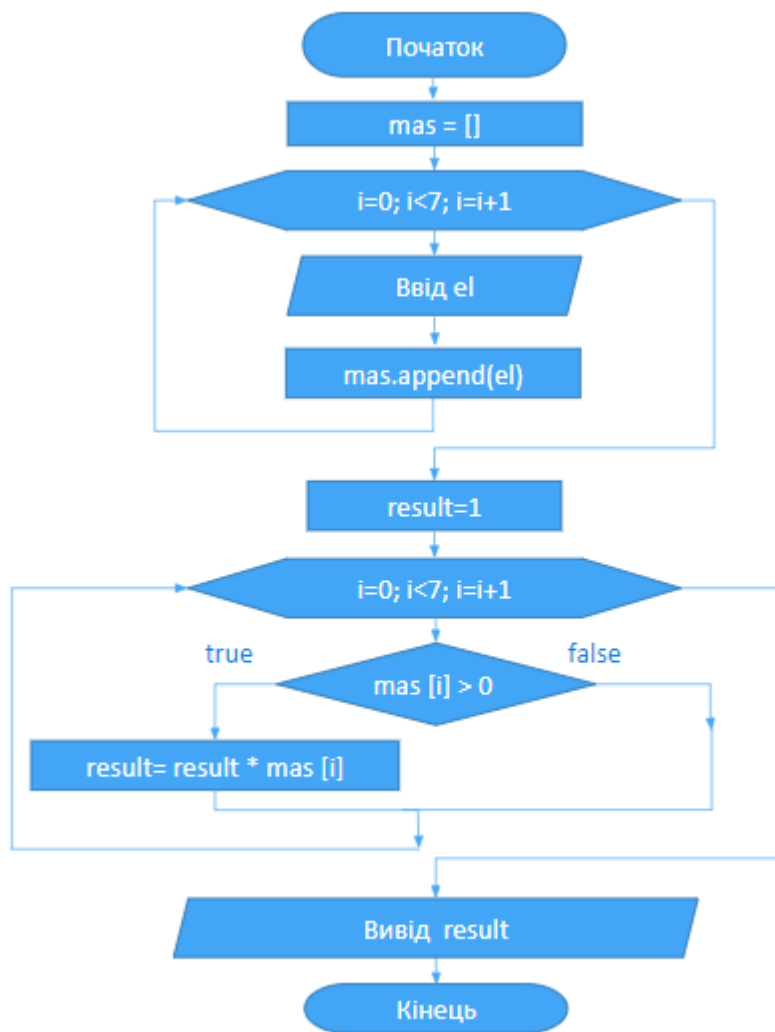 Початок
mas = []
i=0; i<7; i=i+1
Ввід el
mas.append(el)
result=1
i=0; i<7; i=i+1
true
false
mas [i] > 0
result= result * mas [i]
Вивід result
Кінець